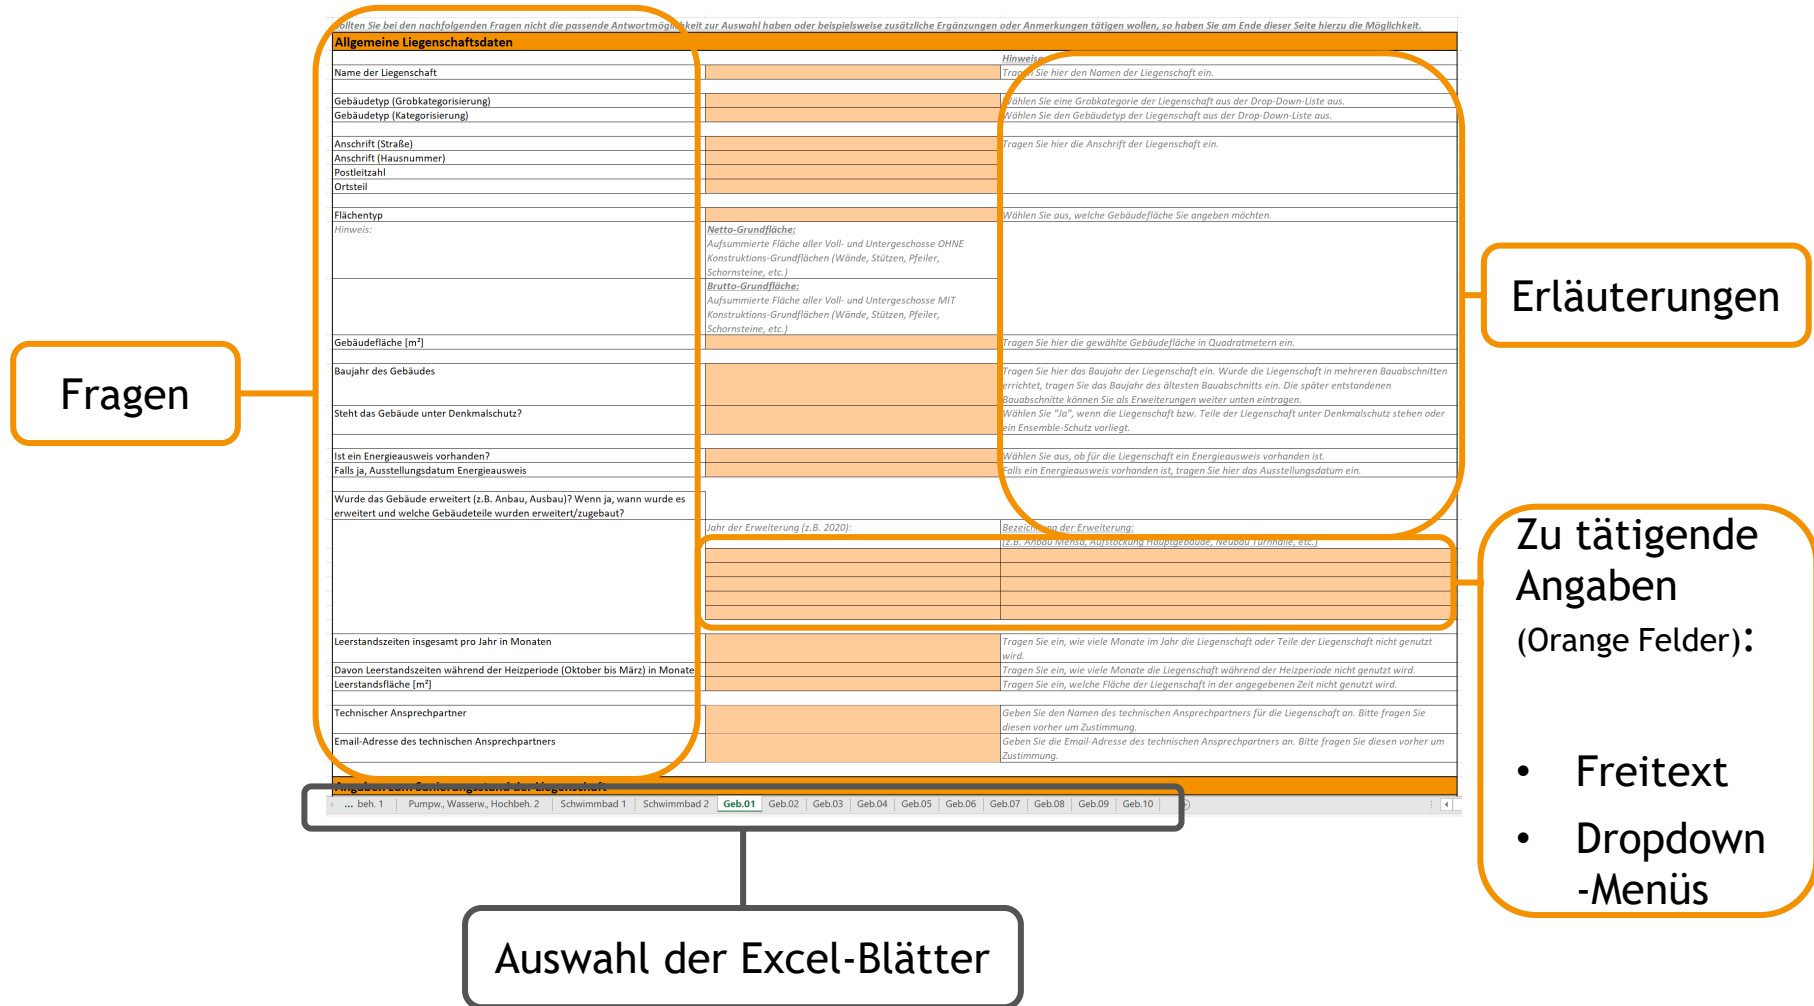 Sollten Sie bei den nachfolgenden Fragen nicht die passende Antwortmöglichkeit zur Auswahl haben oder beispielsweise zusätzliche Ergänzungen oder Anmerkungen tätigen wollen, so haben Sie am Ende dieser Seite hierzu die Möglichkeit.
Allgemeine Liegenschaftsdaten
Hinweise:
Name der Liegenschaft
Tragen Sie hier den Namen der Liegenschaft ein.
Gebäudetyp (Grobkategorisierung)
Wählen Sie eine Grobkategorie der Liegenschaft aus der Drop-Down-Liste aus.
Gebäudetyp (Kategorisierung)
Wählen Sie den Gebäudetyp der Liegenschaft aus der Drop-Down-Liste aus.
Anschrift (Straße)
Tragen Sie hier die Anschrift der Liegenschaft ein.
Anschrift (Hausnummer)
Postleitzahl
Ortsteil
Flächentyp
Wählen Sie aus, welche Gebäudefläche Sie angeben möchten.
Hinweis:
Netto-Grundfläche:
Aufsummierte Fläche aller Voll- und Untergeschosse OHNE
Konstruktions-Grundflächen (Wände, Stützen, Pfeiler,
Schornsteine, etc.)
Brutto-Grundfläche:
Aufsummierte Fläche aller Voll- und Untergeschosse MIT
Konstruktions-Grundflächen (Wände, Stützen, Pfeiler,
Schornsteine, etc.)
Gebäudefläche [m²]
Tragen Sie hier die gewählte Gebäudefläche in Quadratmetern ein.
Baujahr des Gebäudes
Tragen Sie hier das Baujahr der Liegenschaft ein. Wurde die Liegenschaft in mehreren Bauabschnitten
errichtet, tragen Sie das Baujahr des ältesten Bauabschnitts ein. Die später entstandenen
Bauabschnitte können Sie als Erweiterungen weiter unten eintragen.
Steht das Gebäude unter Denkmalschutz?
Wählen Sie "Ja", wenn die Liegenschaft bzw. Teile der Liegenschaft unter Denkmalschutz stehen oder
ein Ensemble-Schutz vorliegt.
Ist ein Energieausweis vorhanden?
Wählen Sie aus, ob für die Liegenschaft ein Energieausweis vorhanden ist.
Falls ja, Ausstellungsdatum Energieausweis
Falls ein Energieausweis vorhanden ist, tragen Sie hier das Ausstellungsdatum ein.
Wurde das Gebäude erweitert (z.B. Anbau, Ausbau)? Wenn ja, wann wurde es
erweitert und welche Gebäudeteile wurden erweitert/zugebaut?
Jahr der Erweiterung (z.B. 2020):
Bezeichnung der Erweiterung:
(z.B. Anbau Mensa, Aufstockung Hauptgebäude, Neubau Turnhalle, etc.)
Leerstandszeiten insgesamt pro Jahr in Monaten
Tragen Sie ein, wie viele Monate im Jahr die Liegenschaft oder Teile der Liegenschaft nicht genutzt
wird.
Davon Leerstandszeiten während der Heizperiode (Oktober bis März) in Monate
Tragen Sie ein, wie viele Monate die Liegenschaft während der Heizperiode nicht genutzt wird.
Leerstandsfläche [m²]
Tragen Sie ein, welche Fläche der Liegenschaft in der angegebenen Zeit nicht genutzt wird.
Technischer Ansprechpartner
Geben Sie den Namen des technischen Ansprechpartners für die Liegenschaft an. Bitte fragen Sie
diesen vorher um Zustimmung.
Email-Adresse des technischen Ansprechpartners
Geben Sie die Email-Adresse des technischen Ansprechpartners an. Bitte fragen Sie diesen vorher um
Zustimmung.
Angaben zum Sanierungsstand der Liegenschaft
... beh. 1 Pumpw., Wasserw., Hochbeh. 2 Schwimmbad 1 Schwimmbad 2 Geb.01 Geb.02 Geb.03 Geb.04 Geb.05 Geb.06 Geb.07 Geb.08 Geb.09 Geb.10
Fragen
Erläuterungen
Zu tätigende
Angaben
(Orange Felder):
• Freitext
• Dropdown
-Menüs
Auswahl der Excel-Blätter